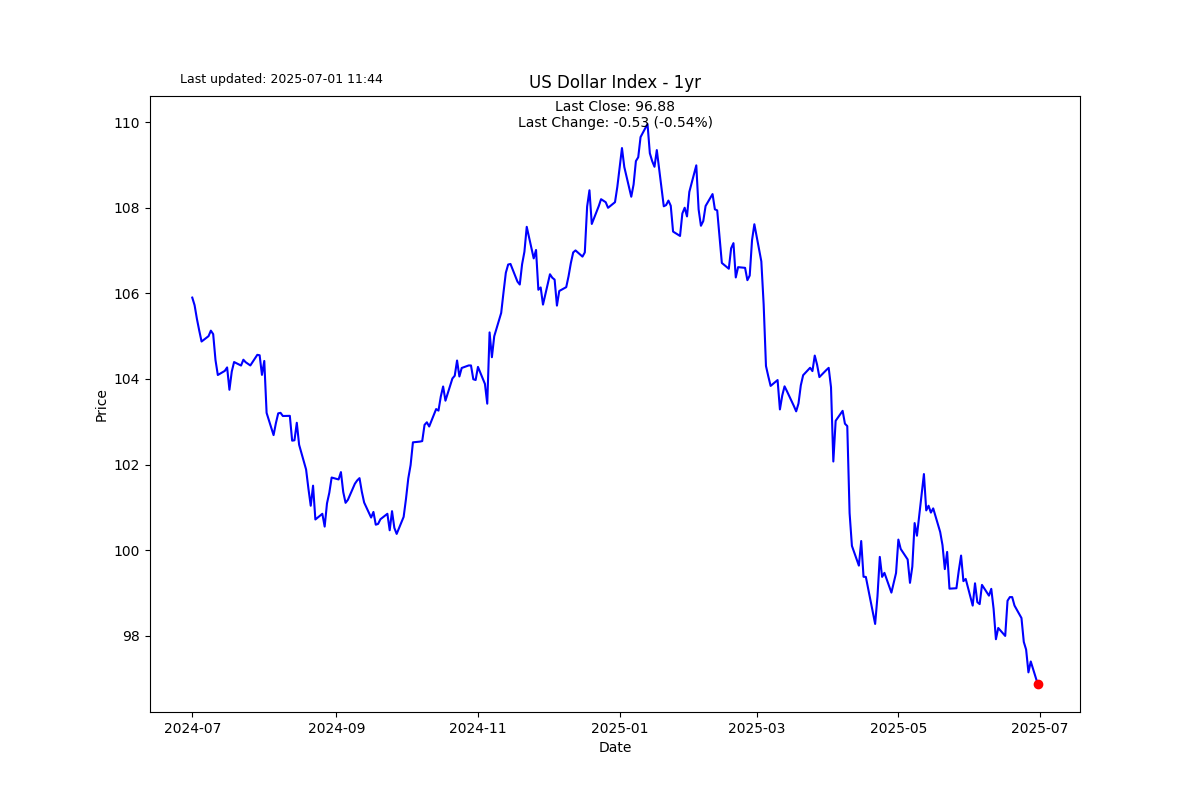 Last updated: 2025-07-01 11:44
US Dollar Index - 1yr
Last Close: 96.88
Last Change: -0.53 (-0.54%)
Price
110
108
106
104
102
100
98
2024-07
2024-09
2024-11
2025-01
2025-03
2025-05
2025-07
Date